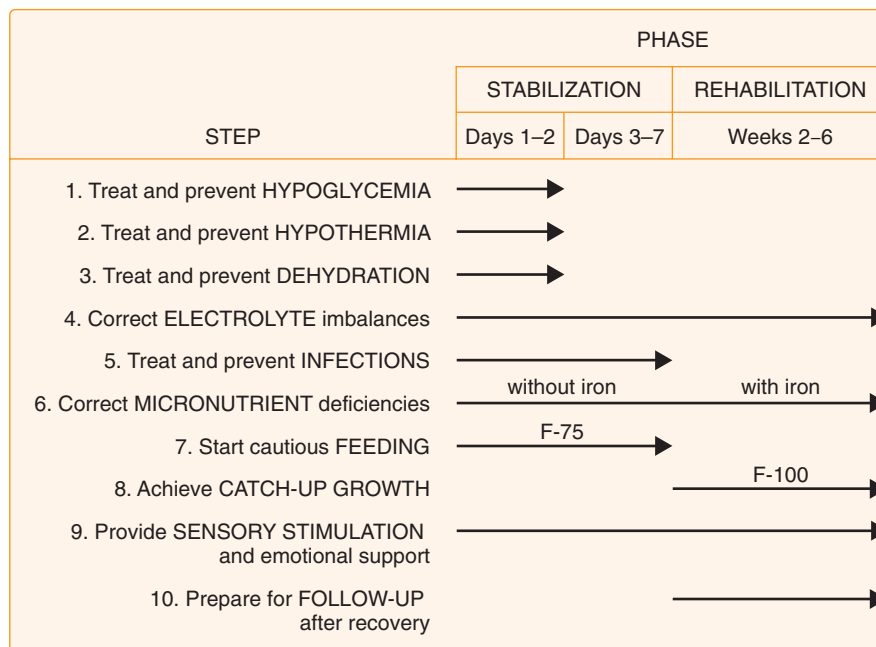 PHASE
STABILIZATION REHABILITATION
STEP Days 1–2 Days 3–7 Weeks 2–6
1. Treat and prevent HYPOGLYCEMIA
2. Treat and prevent HYPOTHERMIA
3. Treat and prevent DEHYDRATION
4. Correct ELECTROLYTE imbalances
5. Treat and prevent INFECTIONS
without iron with iron
6. Correct MICRONUTRIENT deficiencies
F-75
7. Start cautious FEEDING
F-100
8. Achieve CATCH-UP GROWTH
9. Provide SENSORY STIMULATION
and emotional support
10. Prepare for FOLLOW-UP
after recovery